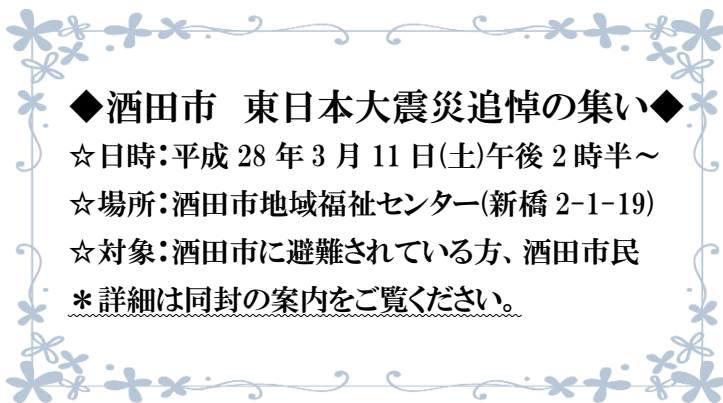 ◆酒田市　東日本大震災追悼の集い◆
☆日時：平成 28 年 3 月 11 日(土)午後 2 時半～
☆場所：酒田市地域福祉センター(新橋 2-1-19)
☆対象：酒田市に避難されている方、酒田市民
＊詳細は同封の案内をご覧ください。